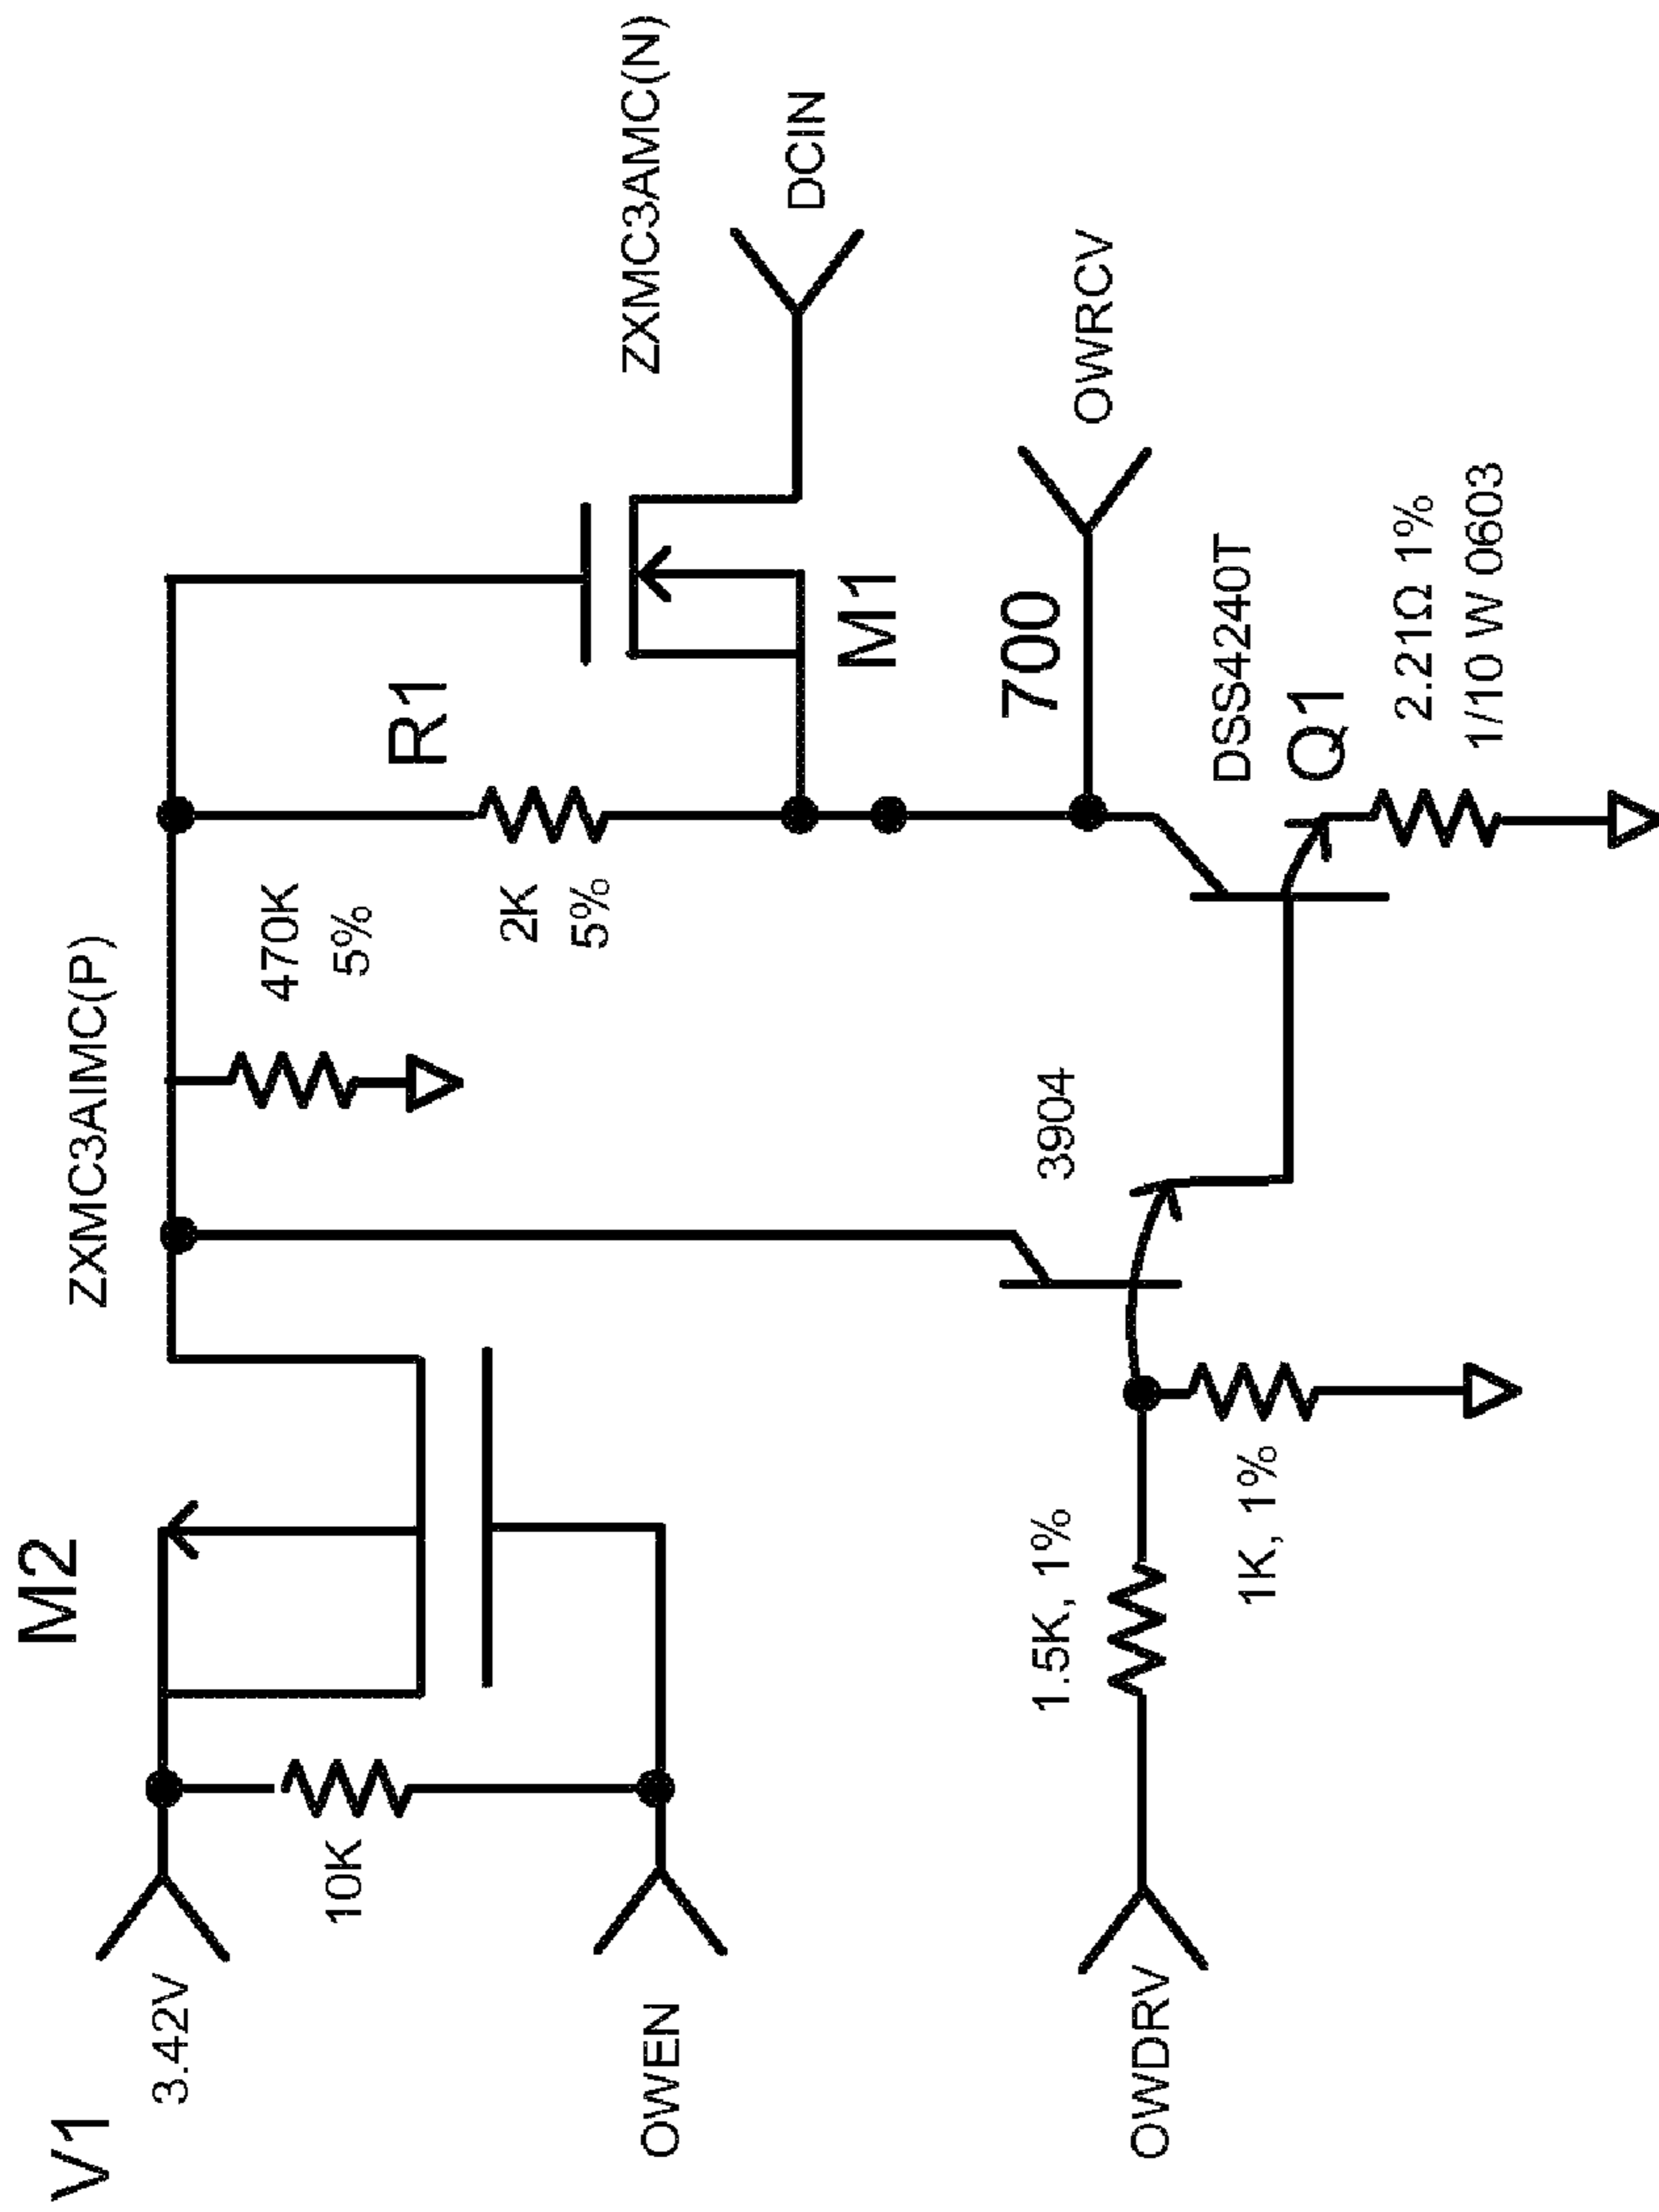 V1
3.42V
10K
OWEN
OWDRV
M2
1.5K, 1%
1K, 1%
ZXMC3AIMC(P)
3904
470K
5%
2K
5%
R1
M1
700
DSS4240T
Q1
2.21Ω 1%
1/10 W 0603
ZXMC3AMC(N)
DCIN
OWRCV